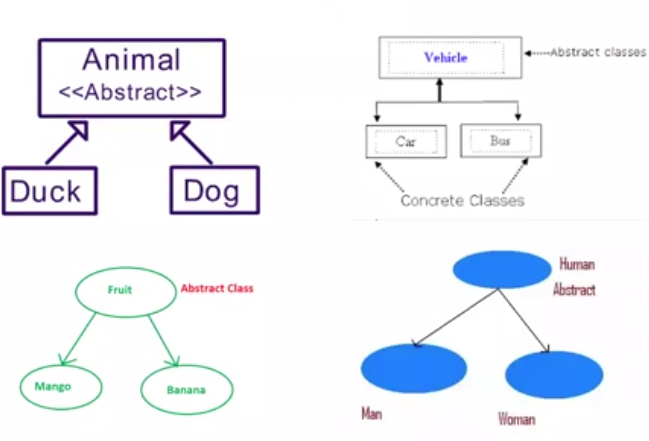 Animal
<<Abstract>>
Duck
Dog
Vehicle
Abstract classes
Car
Bus
Concrete Classes
Fruit
Abstract Class
Mango
Banana
Human
Abstract
Man
Woman